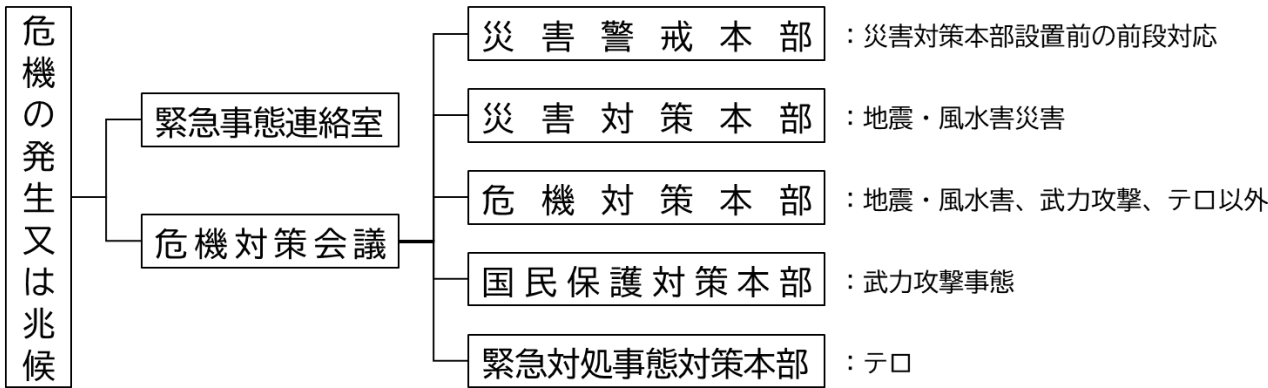 危機の発生又は兆候
緊急事態連絡室
危機対策会議
災害警戒本部 ：災害対策本部設置前の前段対応
災害対策本部 ：地震・風水害災害
危機対策本部 ：地震・風水害、武力攻撃、テロ以外
国民保護対策本部 ：武力攻撃事態
緊急対処事態対策本部 ：テロ